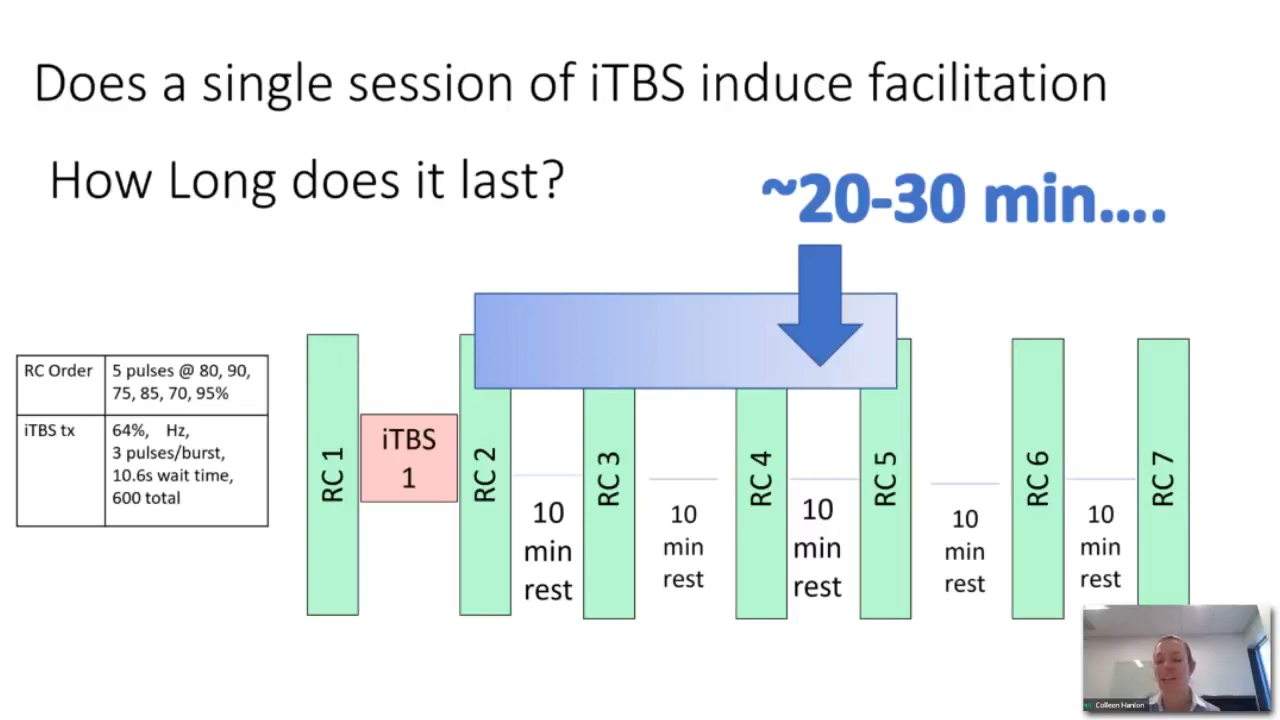 Does a single session of iTBS induce facilitation
How Long does it last?
~20-30 min....
RC Order
5 pulses @ 80, 90,
75, 85, 70, 95%
iTBS tx
64%, Hz,
3 pulses/burst,
10.6s wait time,
600 total
RC 1
iTBS
1
RC 2
10
min
rest
RC 3
10
min
rest
RC 4
10
min
rest
RC 5
10
min
rest
RC 6
10
min
rest
RC 7
Colleen Hanlon